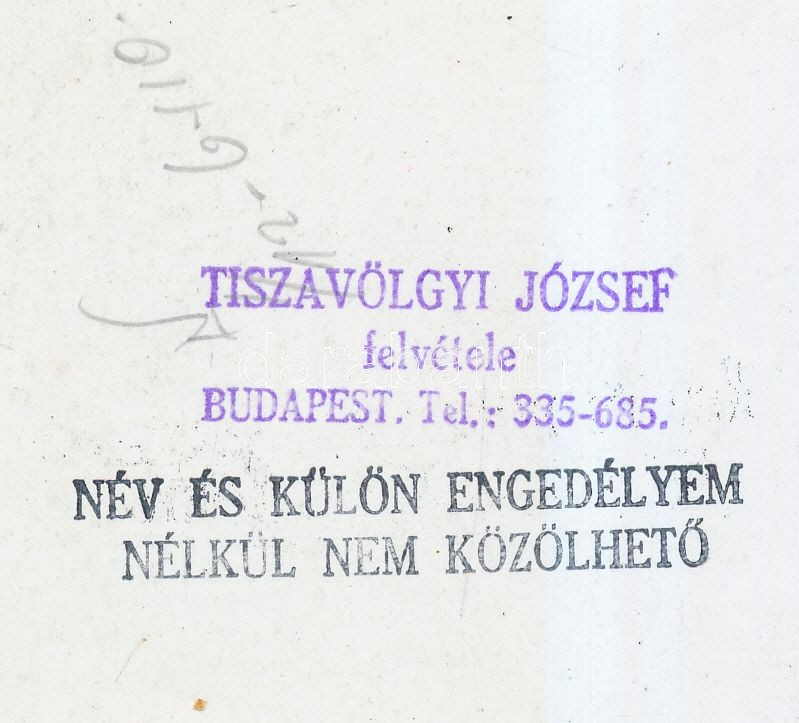 TISZAVÖLGYI JÓZSEF
felvétele
BUDAPEST. Tel.: 335-685.
NÉV ÉS KÜLÖN ENGEDÉLYEM
NÉLKÜL NEM KÖZÖLHETŐ